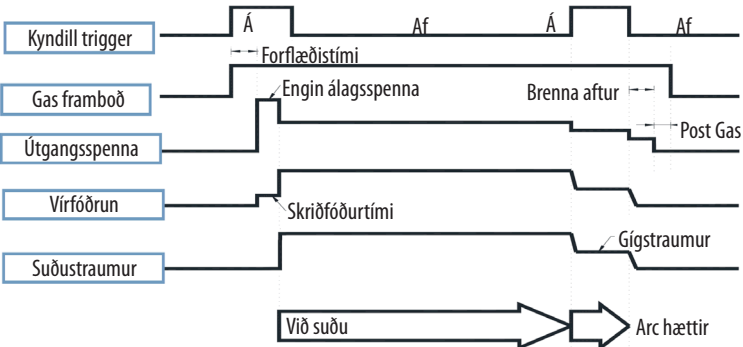 Kyndill trigger
Á
Af
Á
Af
Forflæðistími
Gas framboð
Engin álagsspenna
Brenna aftur
Post Gas
Útgangsspenna
Vírfóðrun
Skriðfóðurtími
Suðustraumur
Gígstraumur
Við suðu
Arc hættir